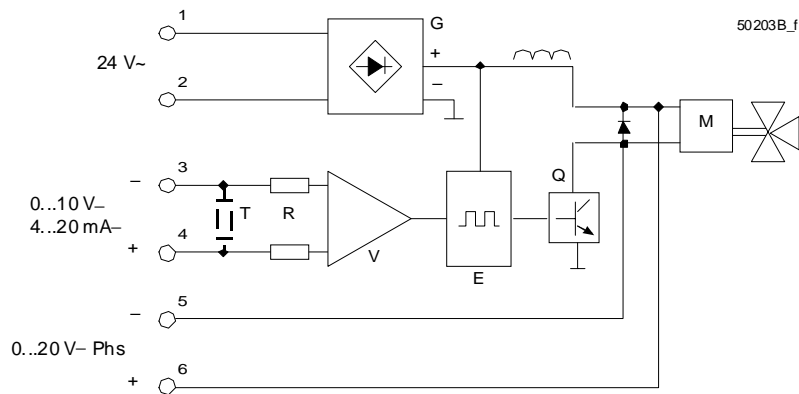 1
G
50203B_f
+
24 V~
2
–
M
–
3
Q
0...10 V–
4...20 mA–
T
R
+
4
V
E
–
5
0...20 V– Phs
+
6